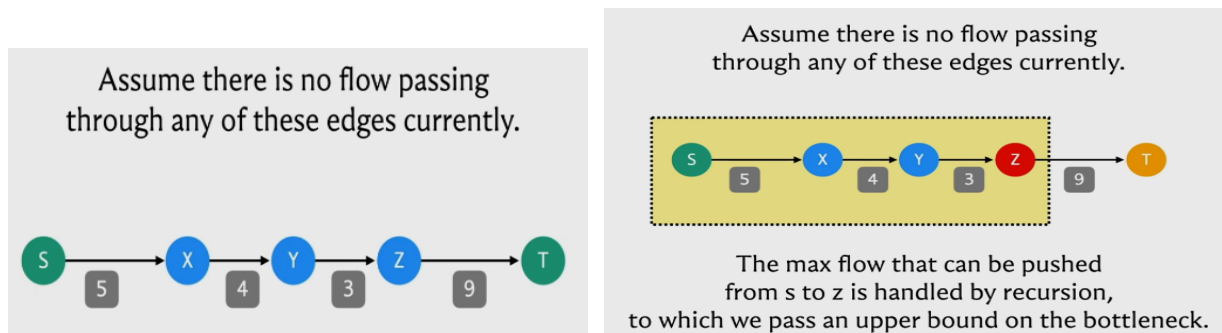 Assume there is no flow passing
through any of these edges currently.
S X Y Z T
5 4 3 9
Assume there is no flow passing
through any of these edges currently.
S X Y Z T
5 4 3 9
The max flow that can be pushed
from s to z is handled by recursion,
to which we pass an upper bound on the bottleneck.